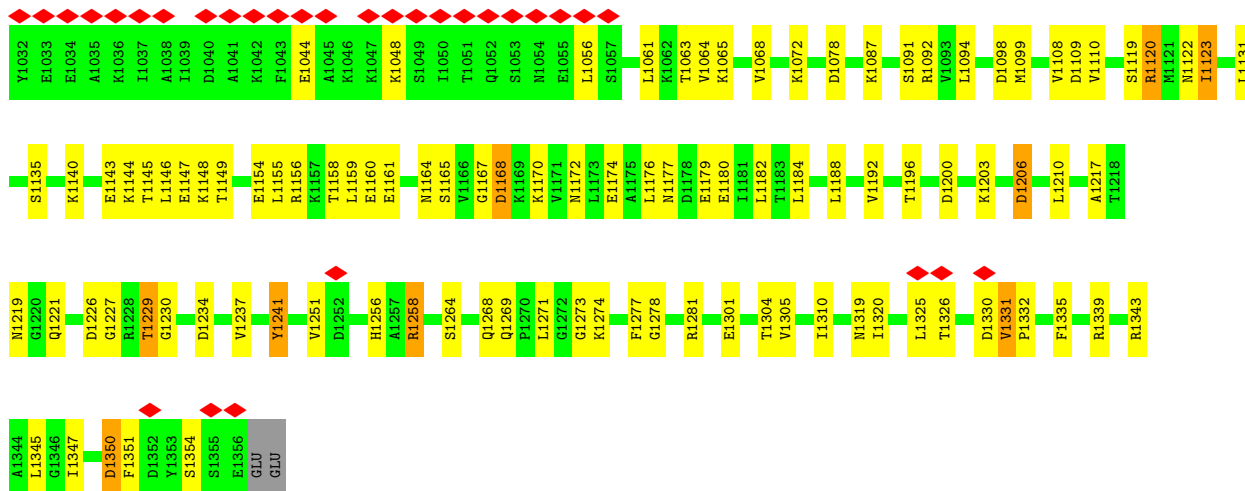 Y1032 E1033 E1034 A1035 K1036 I1037 A1038 I1039 D1040 A1041 K1042 F1043 E1044 A1045 K1046 K1047 K1048 S1049 I1050 T1051 Q1052 S1053 N1054 E1055 L1056 S1057 L1061 K1062 T1063 V1064 K1065 V1068 K1072 D1078 K1087 S1091 R1092 V1093 L1094 D1098 M1099 V1108 D1109 V1110 S1119 R1120 M1121 N1122 I1123 I1131
S1135 K1140 E1143 K1144 T1145 L1146 E1147 K1148 T1149 E1154 L1155 R1156 K1157 T1158 L1159 E1160 E1161 N1164 S1165 V1166 G1167 D1168 K1169 K1170 V1171 N1172 L1173 E1174 A1175 L1176 N1177 D1178 E1179 E1180 I1181 L1182 T1183 L1184 L1188 V1192 T1196 D1200 K1203 D1206 L1210 A1217 T1218
N1219 G1220 Q1221 D1226 G1227 R1228 T1229 G1230 D1234 V1237 Y1241 V1251 D1252 H1256 A1257 R1258 S1264 Q1268 Q1269 P1270 L1271 G1272 G1273 K1274 F1277 G1278 R1281 E1301 T1304 V1305 I1310 N1319 I1320 L1325 T1326 D1330 V1331 P1332 F1335 R1339 R1343
A1344 L1345 G1346 I1347 D1350 F1351 D1352 Y1353 S1354 S1355 E1356 GLU GLU